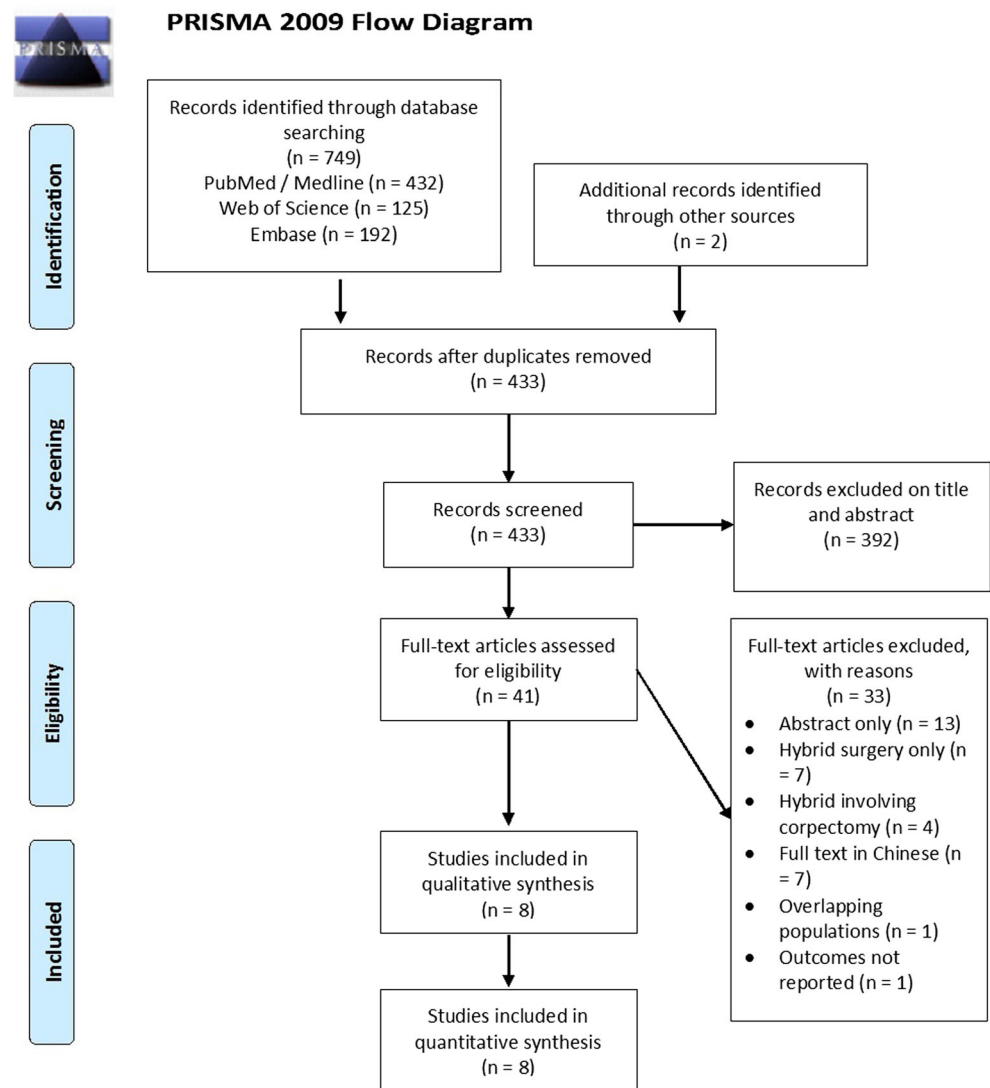 PRISMA 2009 Flow Diagram
PRISMA
Identification
Records identified through database
searching
(n = 749)
PubMed / Medline (n = 432)
Web of Science (n = 125)
Embase (n = 192)
Additional records identified
through other sources
(n = 2)
Records after duplicates removed
(n = 433)
Screening
Records screened
(n = 433)
Records excluded on title
and abstract
(n = 392)
Eligibility
Full-text articles assessed
for eligibility
(n = 41)
Full-text articles excluded,
with reasons
(n = 33)
• Abstract only (n = 13)
• Hybrid surgery only (n
= 7)
• Hybrid involving
corpectomy (n = 4)
• Full text in Chinese (n
= 7)
• Overlapping
populations (n = 1)
• Outcomes not
reported (n = 1)
Included
Studies included in
qualitative synthesis
(n = 8)
Studies included in
quantitative synthesis
(n = 8)